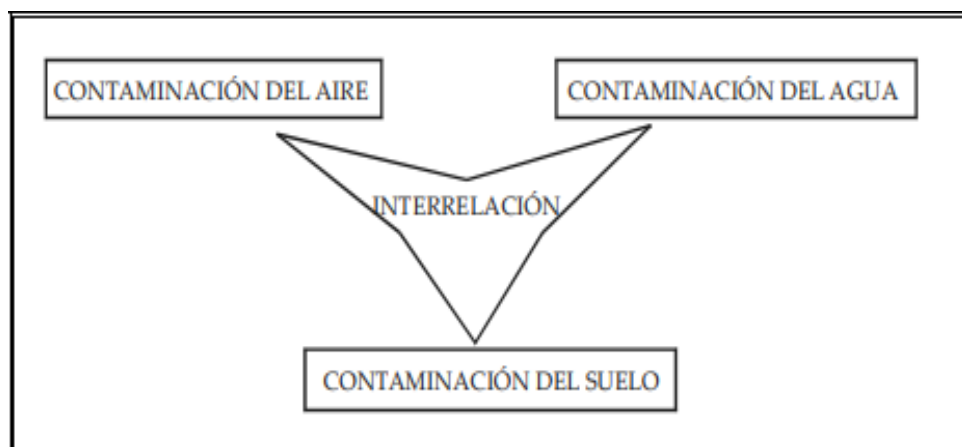 CONTAMINACIÓN DEL AIRE
CONTAMINACIÓN DEL AGUA
INTERRELACIÓN
CONTAMINACIÓN DEL SUELO